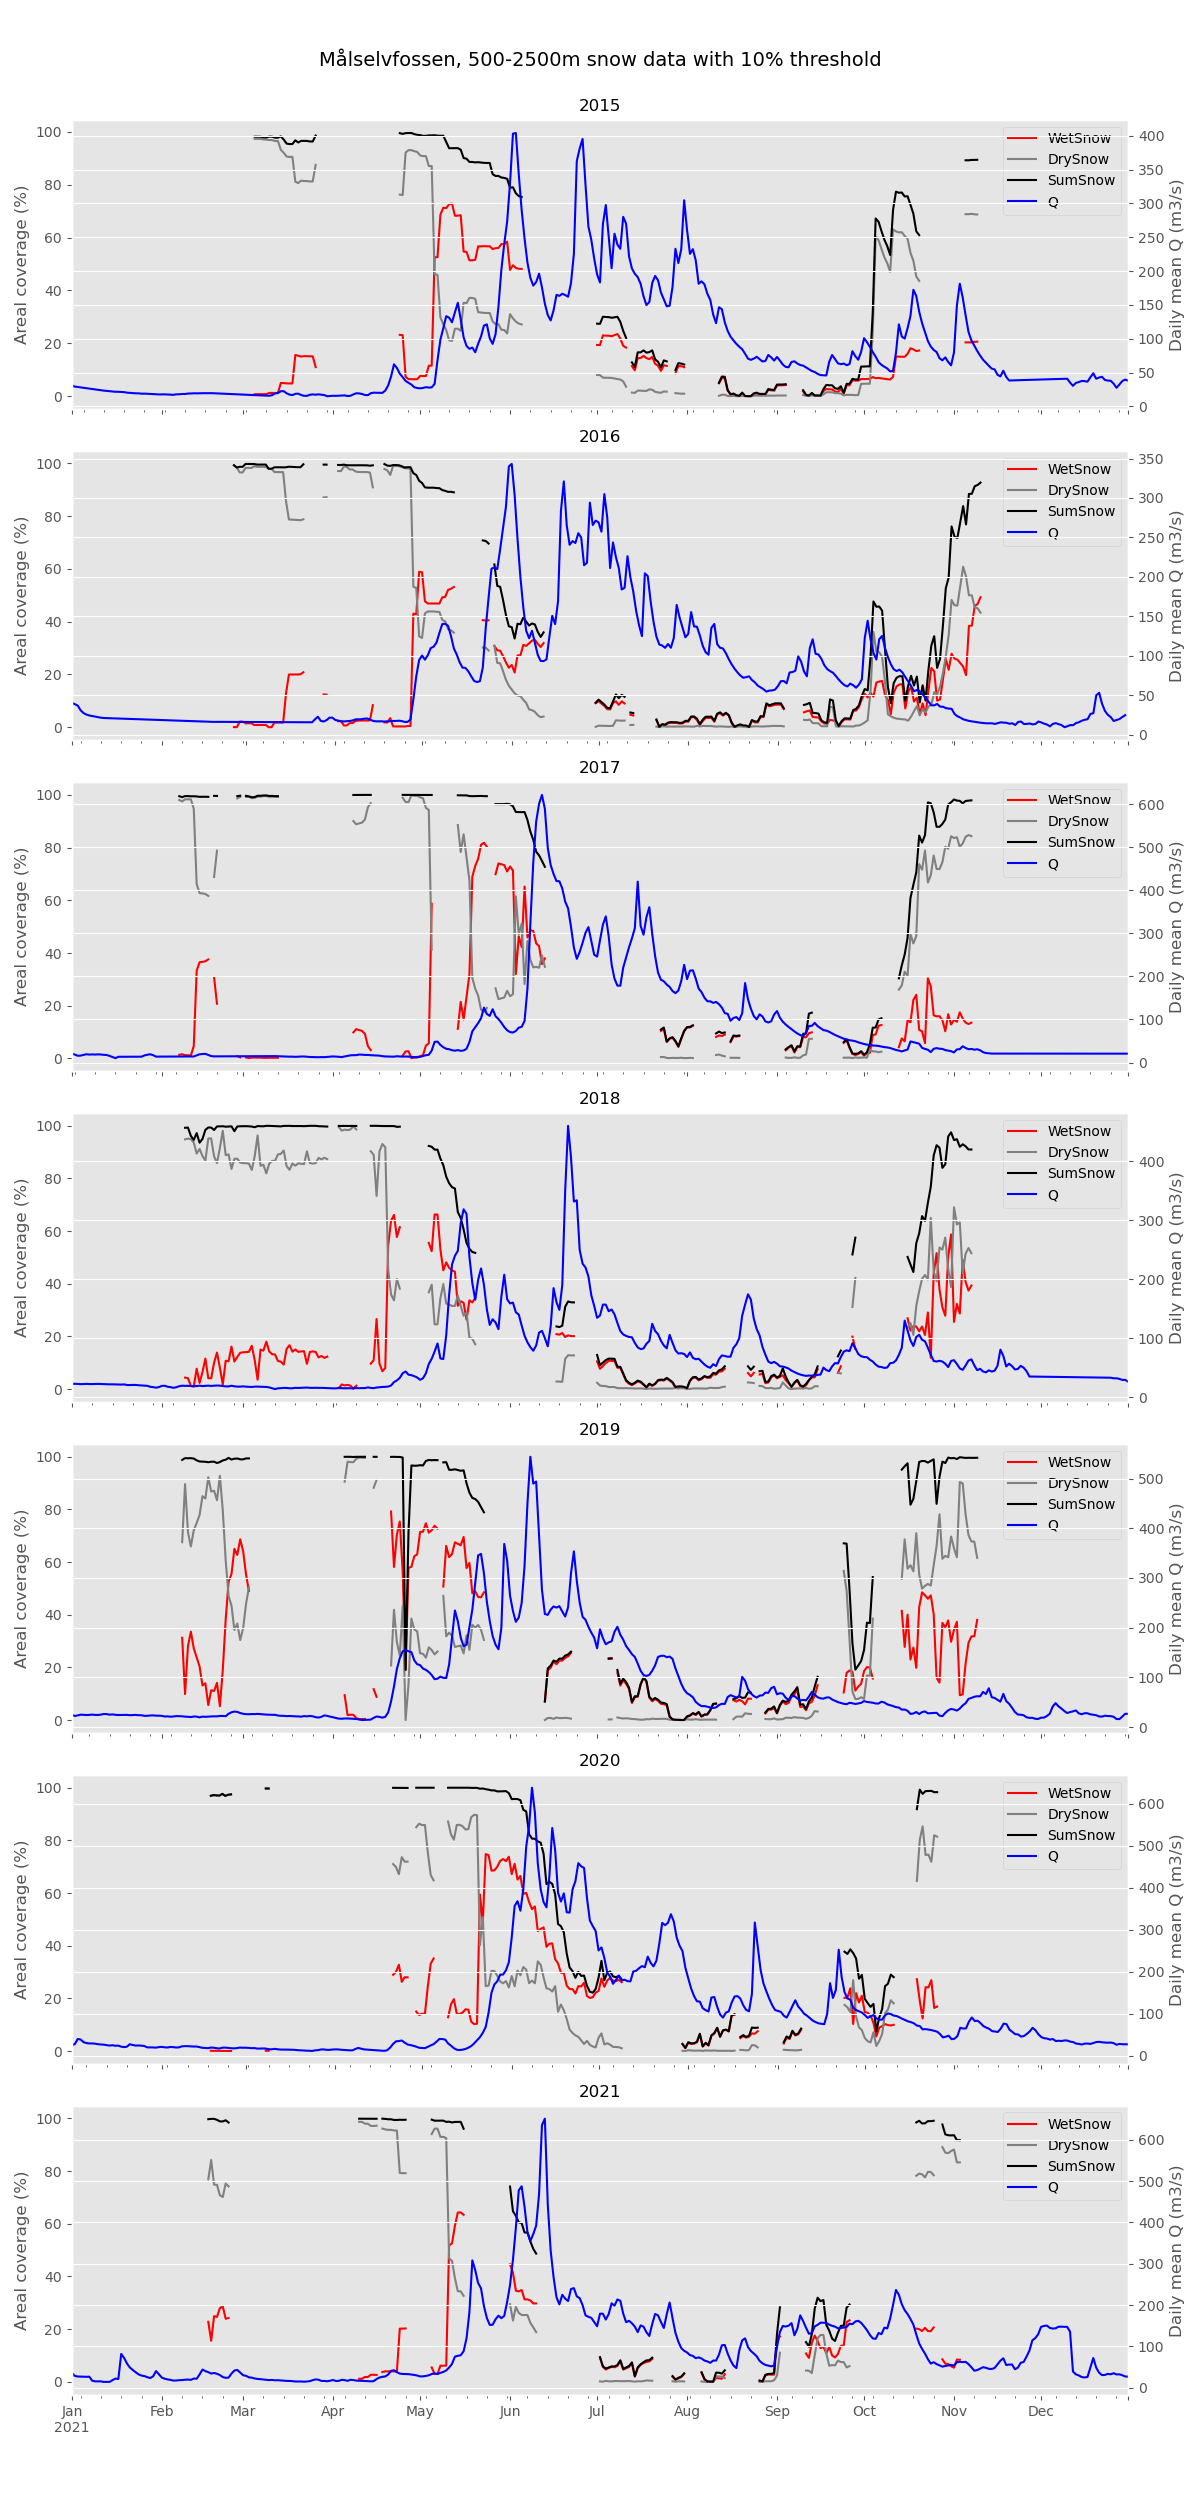 Målselvfossen, 500-2500m snow data with 10% threshold
2015
Areal coverage (%)
100
80
60
40
20
0
WetSnow
DrySnow
SumSnow
Q
400
350
300
250
200
150
100
50
0
Daily mean Q (m3/s)
2016
Areal coverage (%)
100
80
60
40
20
0
WetSnow
DrySnow
SumSnow
Q
350
300
250
200
150
100
50
0
Daily mean Q (m3/s)
2017
Areal coverage (%)
100
80
60
40
20
0
WetSnow
DrySnow
SumSnow
Q
600
500
400
300
200
100
0
Daily mean Q (m3/s)
2018
Areal coverage (%)
100
80
60
40
20
0
WetSnow
DrySnow
SumSnow
Q
400
300
200
100
0
Daily mean Q (m3/s)
2019
Areal coverage (%)
100
80
60
40
20
0
WetSnow
DrySnow
SumSnow
Q
500
400
300
200
100
0
Daily mean Q (m3/s)
2020
Areal coverage (%)
100
80
60
40
20
0
WetSnow
DrySnow
SumSnow
Q
600
500
400
300
200
100
0
Daily mean Q (m3/s)
2021
Areal coverage (%)
100
80
60
40
20
0
WetSnow
DrySnow
SumSnow
Q
600
500
400
300
200
100
0
Daily mean Q (m3/s)
Jan Feb Mar Apr May Jun Jul Aug Sep Oct Nov Dec
2021